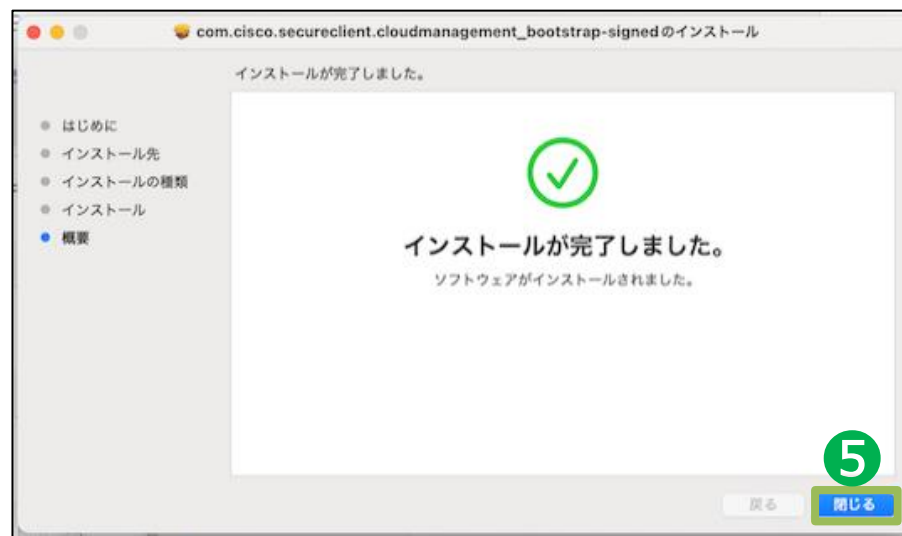 com.cisco.secureclient.cloudmanagement_bootstrap-signedのインストール
インストールが完了しました。
はじめに
インストール先
インストールの種類
インストール
概要
インストールが完了しました。
ソフトウェアがインストールされました。
5
戻る
閉じる